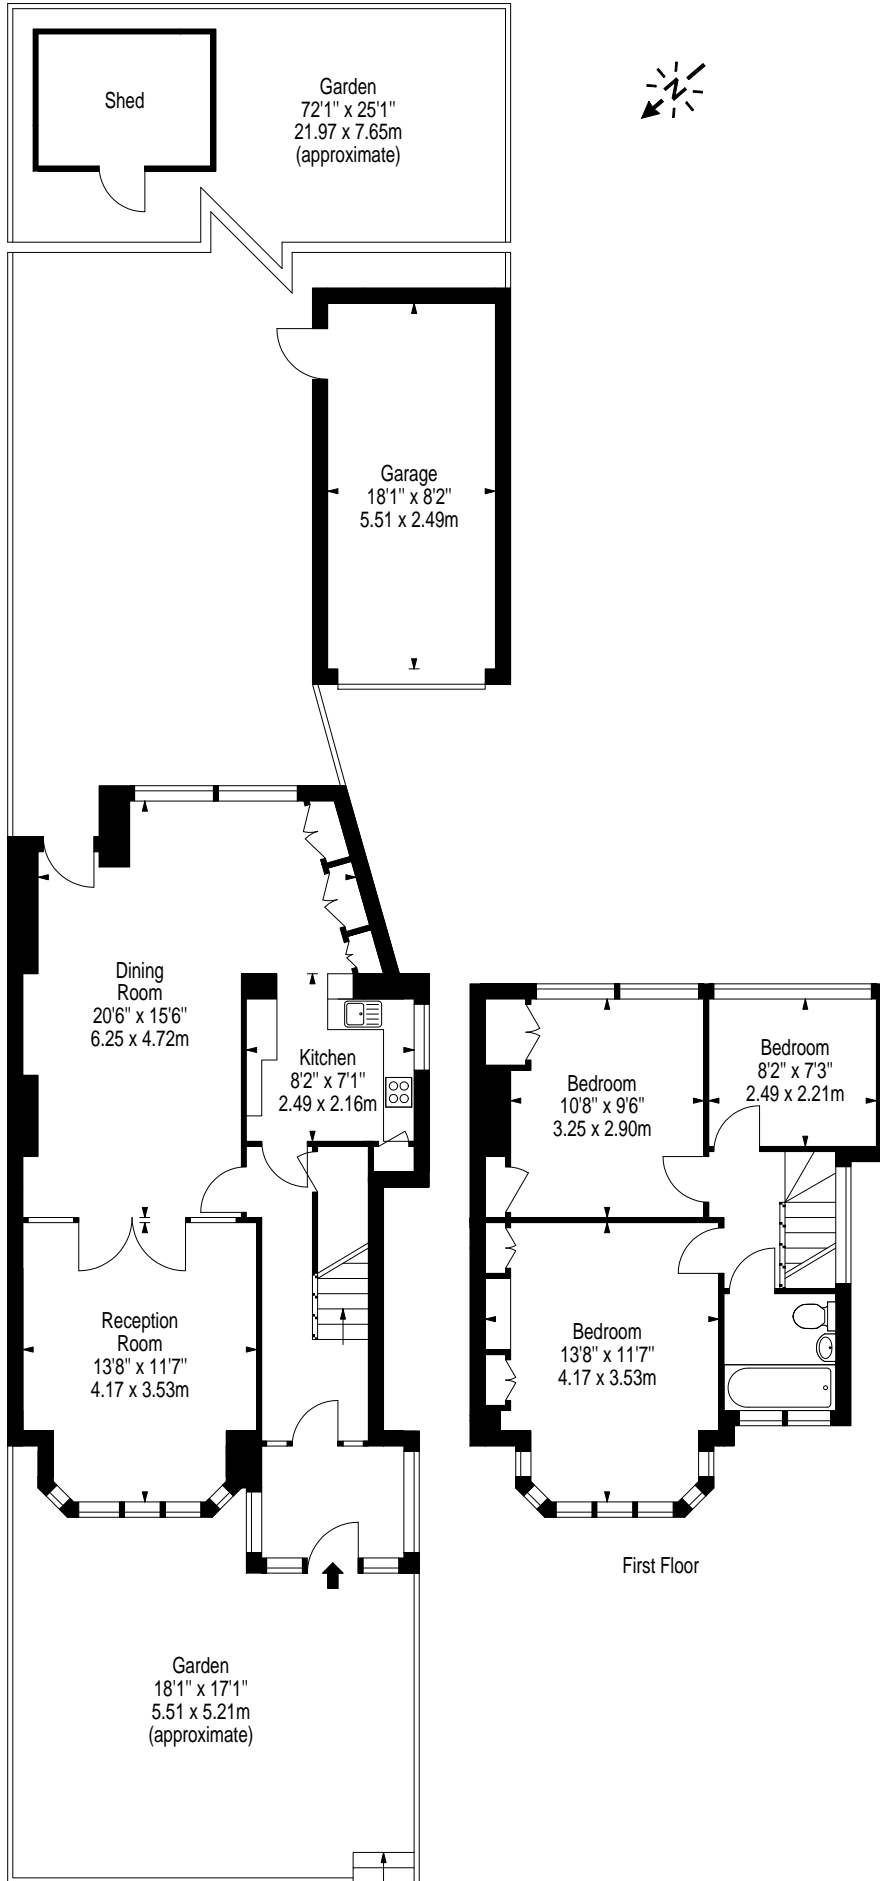 Shed
Garden
72'1" x 25'1"
21.97 x 7.65m
(approximate)
N
Garage
18'1" x 8'2"
5.51 x 2.49m
Dining
Room
20'6" x 15'6"
6.25 x 4.72m
Kitchen
8'2" x 7'1"
2.49 x 2.16m
Bedroom
10'8" x 9'6"
3.25 x 2.90m
Bedroom
8'2" x 7'3"
2.49 x 2.21m
Reception
Room
13'8" x 11'7"
4.17 x 3.53m
Bedroom
13'8" x 11'7"
4.17 x 3.53m
First Floor
Garden
18'1" x 17'1"
5.51 x 5.21m
(approximate)